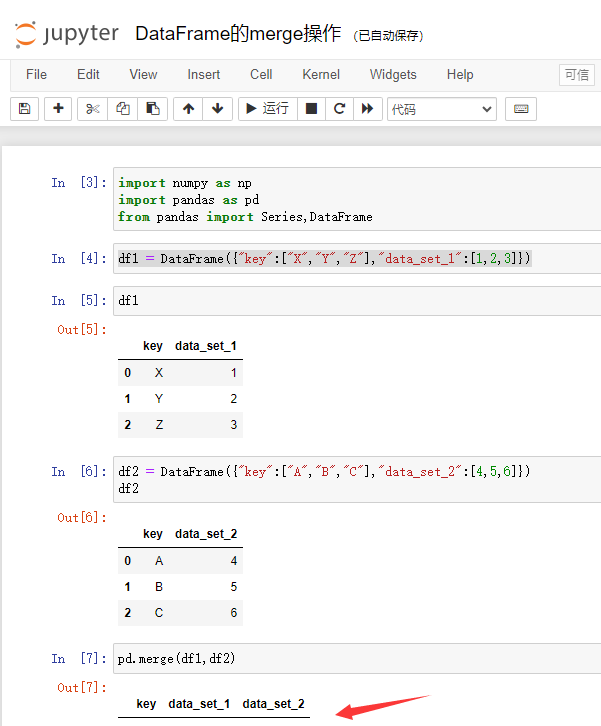 jupyter DataFrame的merge操作 (已自动保存)
File Edit View Insert Cell Kernel Widgets Help 可信
运行 代码
In [3]: import numpy as np
import pandas as pd
from pandas import Series,DataFrame
In [4]: df1 = DataFrame({"key":["X","Y","Z"],"data_set_1":[1,2,3]})
In [5]: df1
Out[5]:
key data_set_1
0 X 1
1 Y 2
2 Z 3
In [6]: df2 = DataFrame({"key":["A","B","C"],"data_set_2":[4,5,6]})
df2
Out[6]:
key data_set_2
0 A 4
1 B 5
2 C 6
In [7]: pd.merge(df1,df2)
Out[7]:
key data_set_1 data_set_2